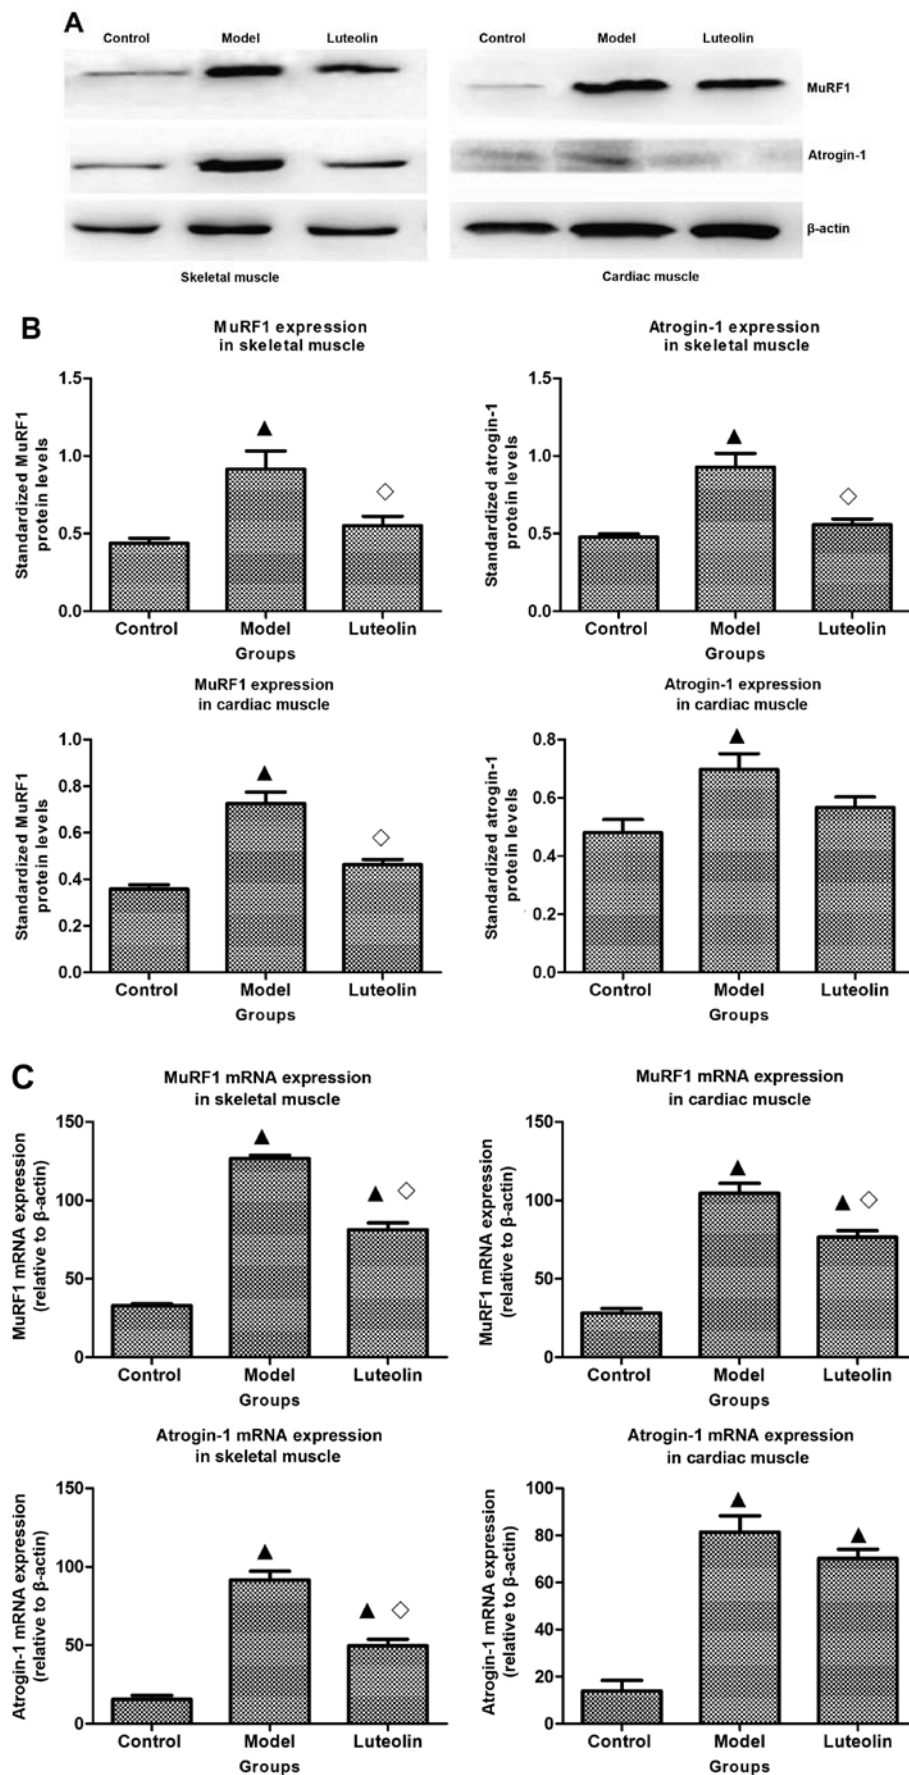 A
Control Model Luteolin
Control Model Luteolin
MuRF1
Atrogin-1
β-actin
Skeletal muscle
Cardiac muscle
B
MuRF1 expression
in skeletal muscle
Standardized MuRF1
protein levels
1.5
1.0
0.5
0.0
Control Model Luteolin
Groups
Atrogin-1 expression
in skeletal muscle
Standardized atrogin-1
protein levels
1.5
1.0
0.5
0.0
Control Model Luteolin
Groups
MuRF1 expression
in cardiac muscle
Standardized MuRF1
protein levels
1.0
0.8
0.6
0.4
0.2
0.0
Control Model Luteolin
Groups
Atrogin-1 expression
in cardiac muscle
Standardized atrogin-1
protein levels
0.8
0.6
0.4
0.2
0.0
Control Model Luteolin
Groups
C
MuRF1 mRNA expression
in skeletal muscle
MuRF1 mRNA expression
(relative to β-actin)
150
100
50
0
Control Model Luteolin
Groups
MuRF1 mRNA expression
in cardiac muscle
MuRF1 mRNA expression
(relative to β-actin)
150
100
50
0
Control Model Luteolin
Groups
Atrogin-1 mRNA expression
in skeletal muscle
Atrogin-1 mRNA expression
(relative to β-actin)
150
100
50
0
Control Model Luteolin
Groups
Atrogin-1 mRNA expression
in cardiac muscle
Atrogin-1 mRNA expression
(relative to β-actin)
100
80
60
40
20
0
Control Model Luteolin
Groups